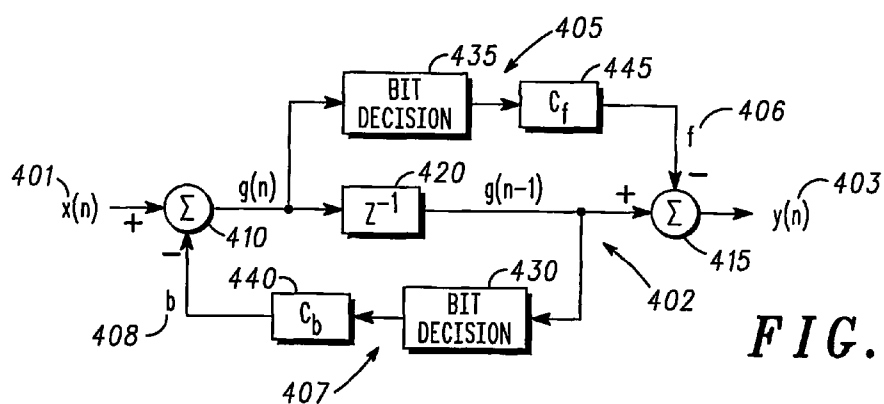 435
405
445
BIT
DECISION
C_f
406
f
401
x(n)
+
Σ
410
g(n)
420
Z^-1
g(n-1)
+
−
Σ
415
403
y(n)
−
b
408
440
C_b
430
BIT
DECISION
402
407
FIG.